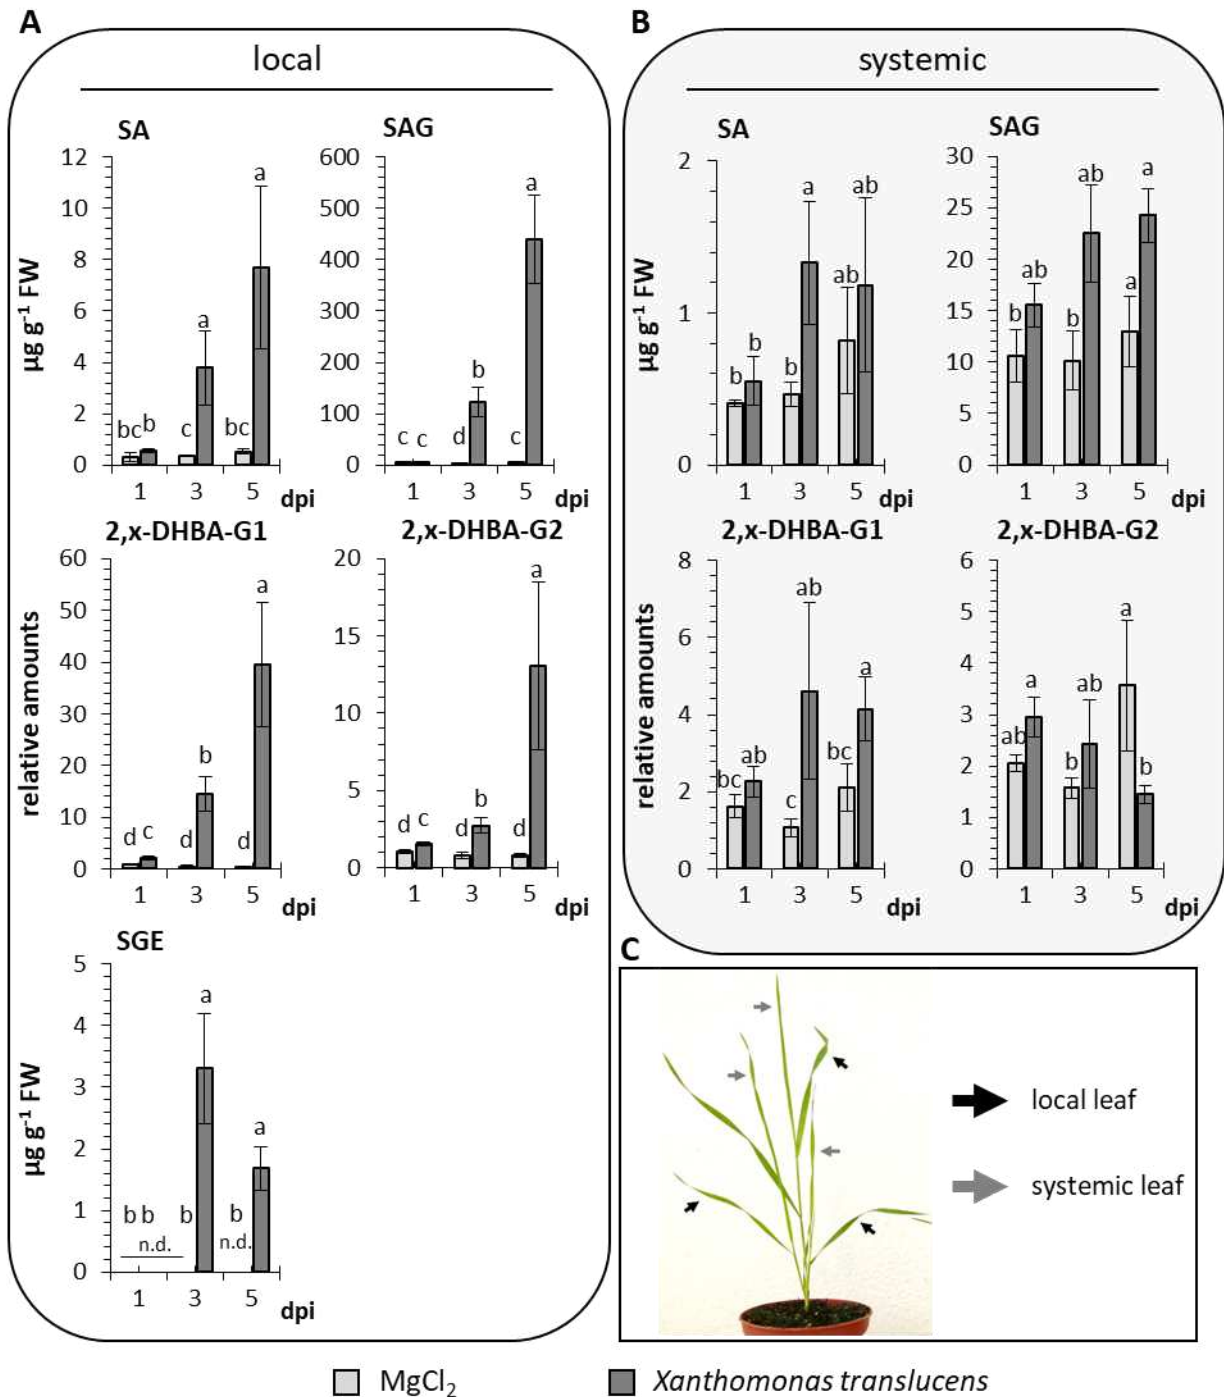 A
local
SA
12
10
8
6
4
2
0
µg g⁻¹ FW
bc b c a bc a
1 3 5 dpi
SAG
600
500
400
300
200
100
0
c c d b c a
1 3 5 dpi
2,x-DHBA-G1
60
50
40
30
20
10
0
relative amounts
d c d b d a
1 3 5 dpi
2,x-DHBA-G2
20
15
10
5
0
d c d b d a
1 3 5 dpi
SGE
5
4
3
2
1
0
µg g⁻¹ FW
b b b a b a
n.d. n.d.
1 3 5 dpi
B
systemic
SA
2
1
0
µg g⁻¹ FW
b b b a ab ab
1 3 5 dpi
SAG
30
25
20
15
10
5
0
b ab b ab a a
1 3 5 dpi
2,x-DHBA-G1
8
6
4
2
0
relative amounts
bc ab c ab bc a
1 3 5 dpi
2,x-DHBA-G2
6
5
4
3
2
1
0
ab a b ab a b
1 3 5 dpi
C
local leaf
systemic leaf
MgCl₂ Xanthomonas translucens